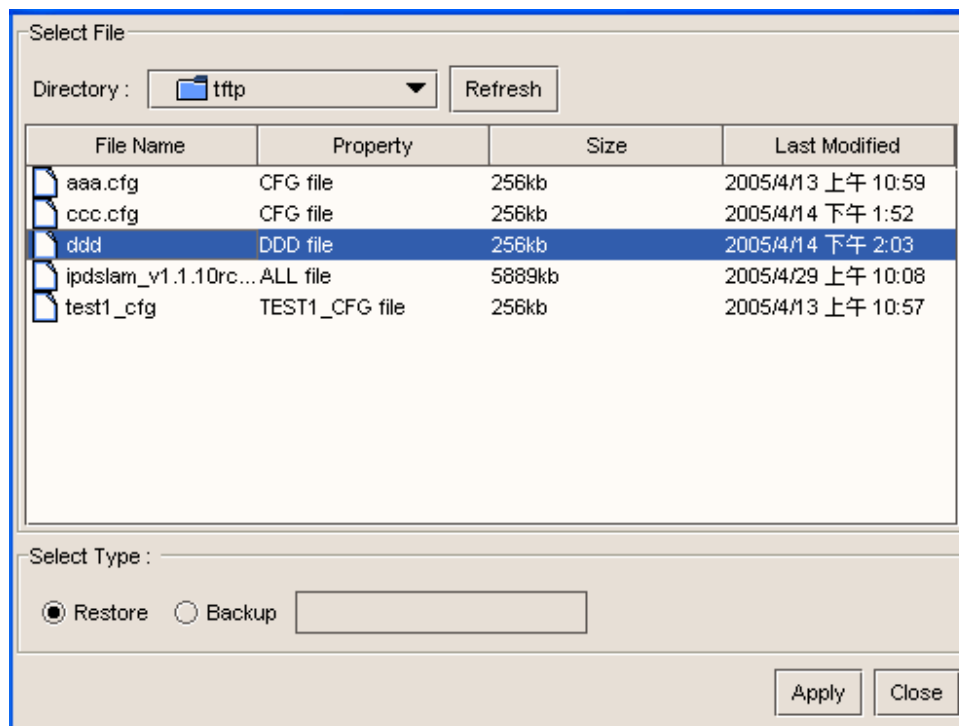 Select File
Directory : tftp Refresh
File Name Property Size Last Modified
aaa.cfg CFG file 256kb 2005/4/13 上午 10:59
ccc.cfg CFG file 256kb 2005/4/14 下午 1:52
ddd DDD file 256kb 2005/4/14 下午 2:03
ipdslam_v1.1.10rc... ALL file 5889kb 2005/4/29 上午 10:08
test1_cfg TEST1_CFG file 256kb 2005/4/13 上午 10:57
Select Type :
Restore Backup
Apply Close